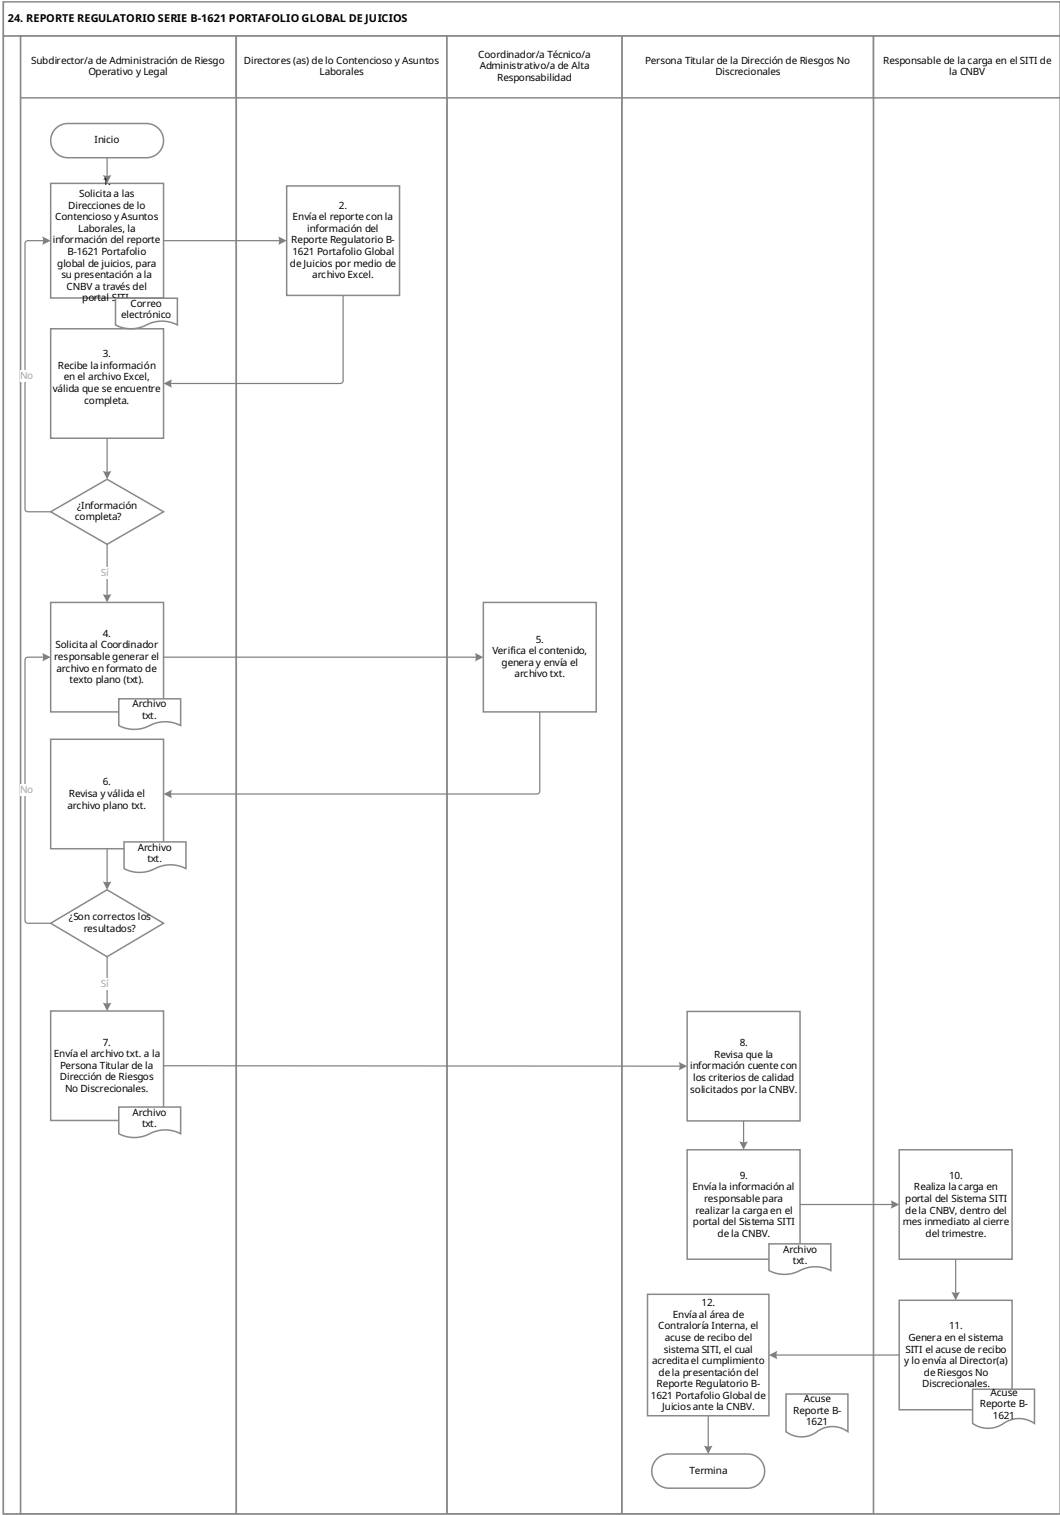 24. REPORTE REGULATORIO SERIE B-1621 PORTAFOLIO GLOBAL DE JUICIOS
Subdirector/a de Administración de Riesgo
Operativo y Legal
Directores (as) de lo Contencioso y Asuntos
Laborales
Coordinador/a Técnico/a
Administrativo/a de Alta
Responsabilidad
Persona Titular de la Dirección de Riesgos No
Discrecionales
Responsable de la carga en el SITI de
la CNBV
Inicio
1.
Solicita a las
Direcciones de lo
Contencioso y Asuntos
Laborales, la
información del reporte
B-1621 Portafolio
global de juicios, para
su presentación a la
CNBV a través del
portal SITI.
Correo
electrónico
2.
Envía el reporte con la
información del
Reporte Regulatorio B-
1621 Portafolio Global
de Juicios por medio de
archivo Excel.
3.
Recibe la información
en el archivo Excel,
válida que se encuentre
completa.
No
¿Información
completa?
Sí
4.
Solicita al Coordinador
responsable generar el
archivo en formato de
texto plano (txt).
Archivo
txt.
5.
Verifica el contenido,
genera y envía el
archivo txt.
6.
Revisa y válida el
archivo plano txt.
Archivo
txt.
No
¿Son correctos los
resultados?
Sí
7.
Envía el archivo txt. a la
Persona Titular de la
Dirección de Riesgos
No Discrecionales.
Archivo
txt.
8.
Revisa que la
información cuente con
los criterios de calidad
solicitados por la CNBV.
9.
Envía la información al
responsable para
realizar la carga en el
portal del Sistema SITI
de la CNBV.
Archivo
txt.
10.
Realiza la carga en
portal del Sistema SITI
de la CNBV, dentro del
mes inmediato al cierre
del trimestre.
11.
Genera en el sistema
SITI el acuse de recibo
y lo envía al Director(a)
de Riesgos No
Discrecionales.
Acuse
Reporte B-
1621
12.
Envía al área de
Contraloría Interna, el
acuse de recibo del
sistema SITI, el cual
acredita el cumplimiento
de la presentación del
Reporte Regulatorio B-
1621 Portafolio Global de
Juicios ante la CNBV.
Acuse
Reporte B-
1621
Termina